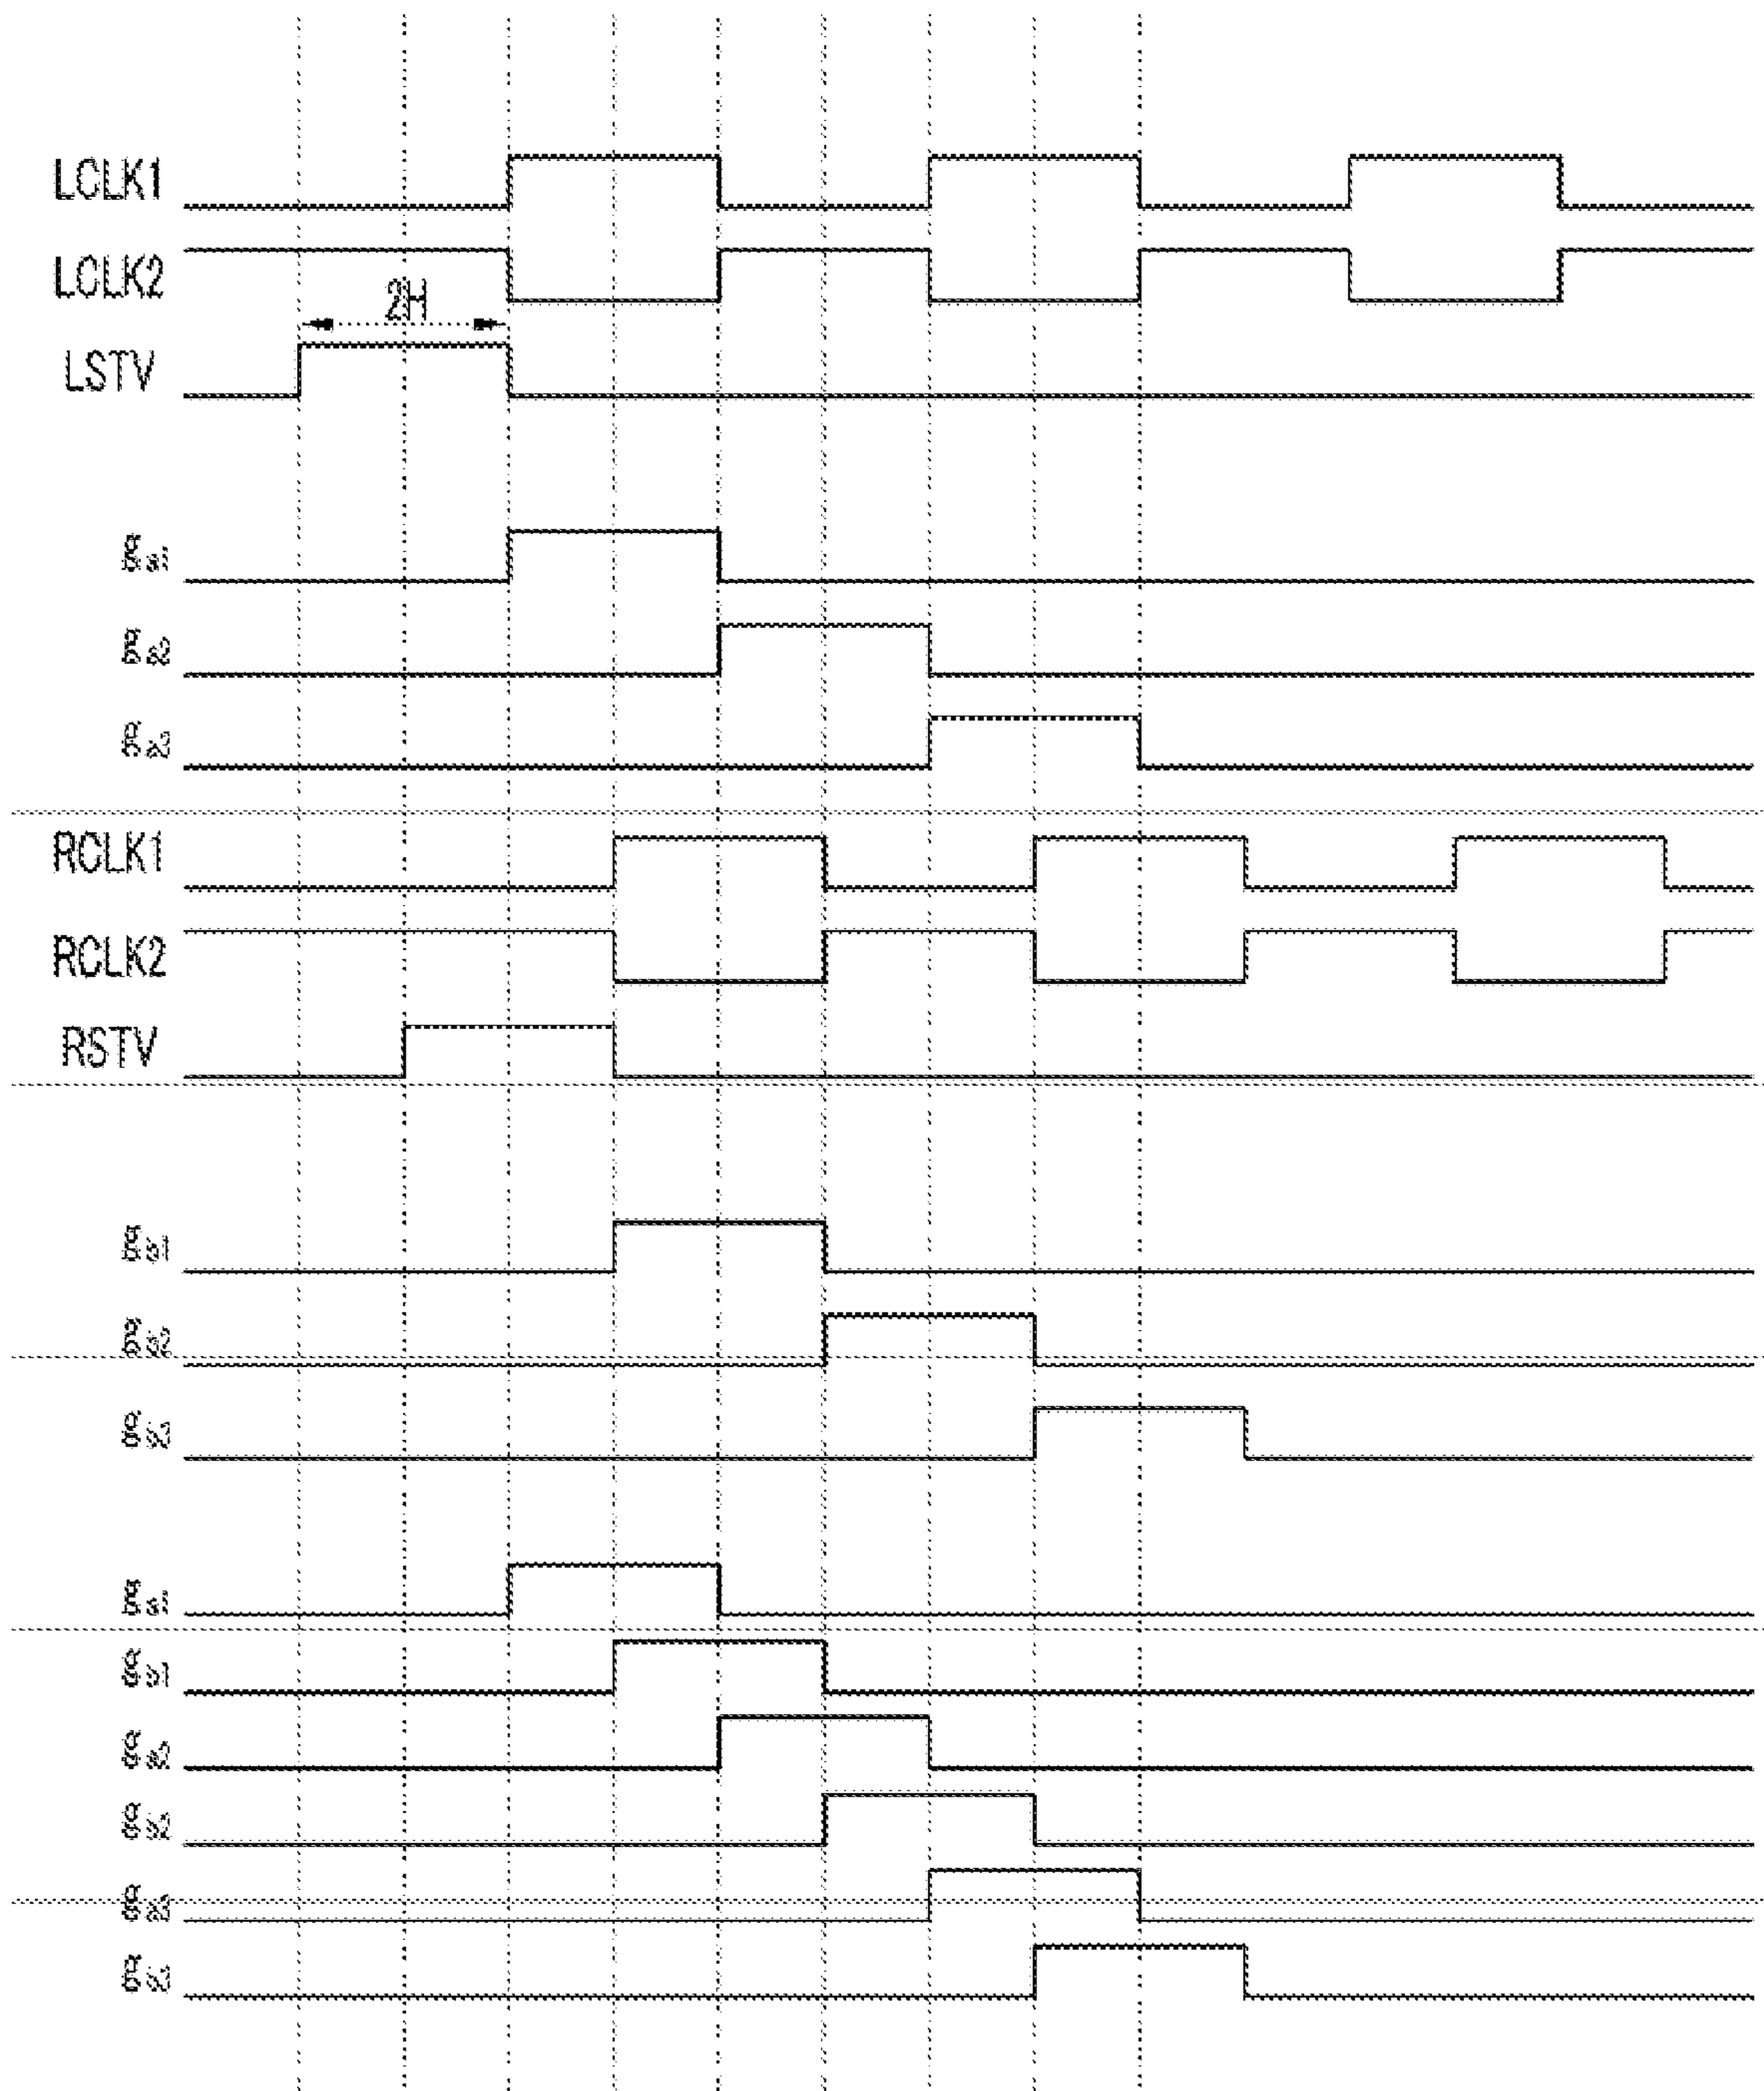 LCLK1
LCLK2
2H
LSTV
ga1
ga2
ga3
RCLK1
RCLK2
RSTV
gb1
gb2
gb3
ga1
gb1
ga2
gb2
ga3
gb3